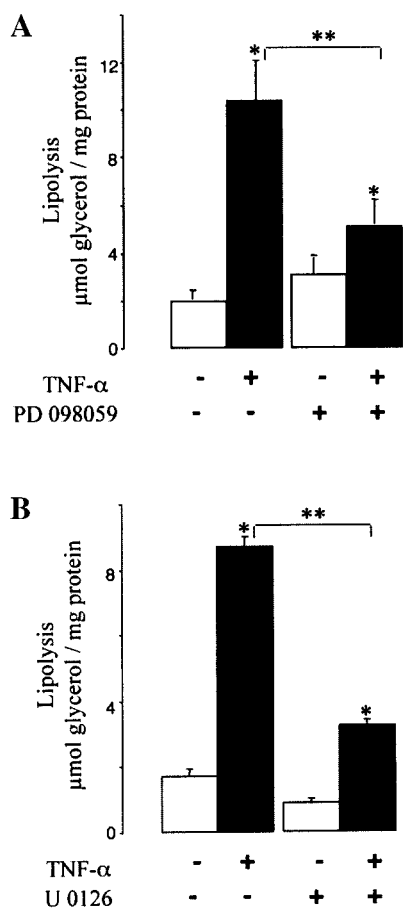 A
**
*
*
12
8
4
0
Lipolysis
µmol glycerol / mg protein
TNF-α - + - +
PD 098059 - - + +
B
**
*
*
8
4
0
Lipolysis
µmol glycerol / mg protein
TNF-α - + - +
U 0126 - - + +